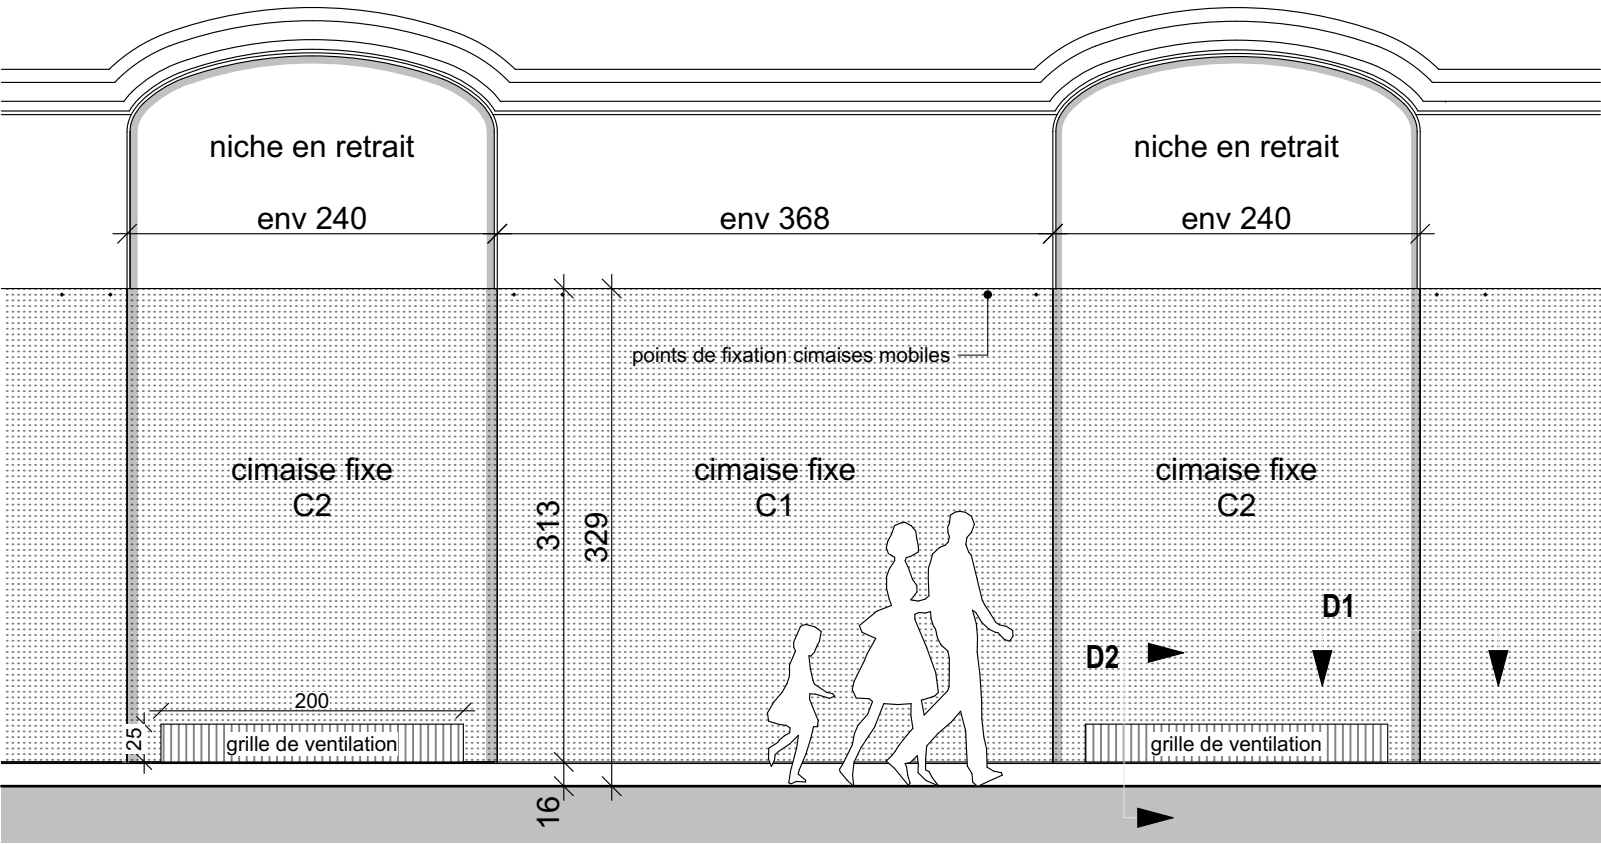 niche en retrait
niche en retrait
env 240
env 368
env 240
points de fixation cimaises mobiles
cimaise fixe
C2
cimaise fixe
C1
cimaise fixe
C2
313
329
D1
D2
200
25
grille de ventilation
grille de ventilation
16